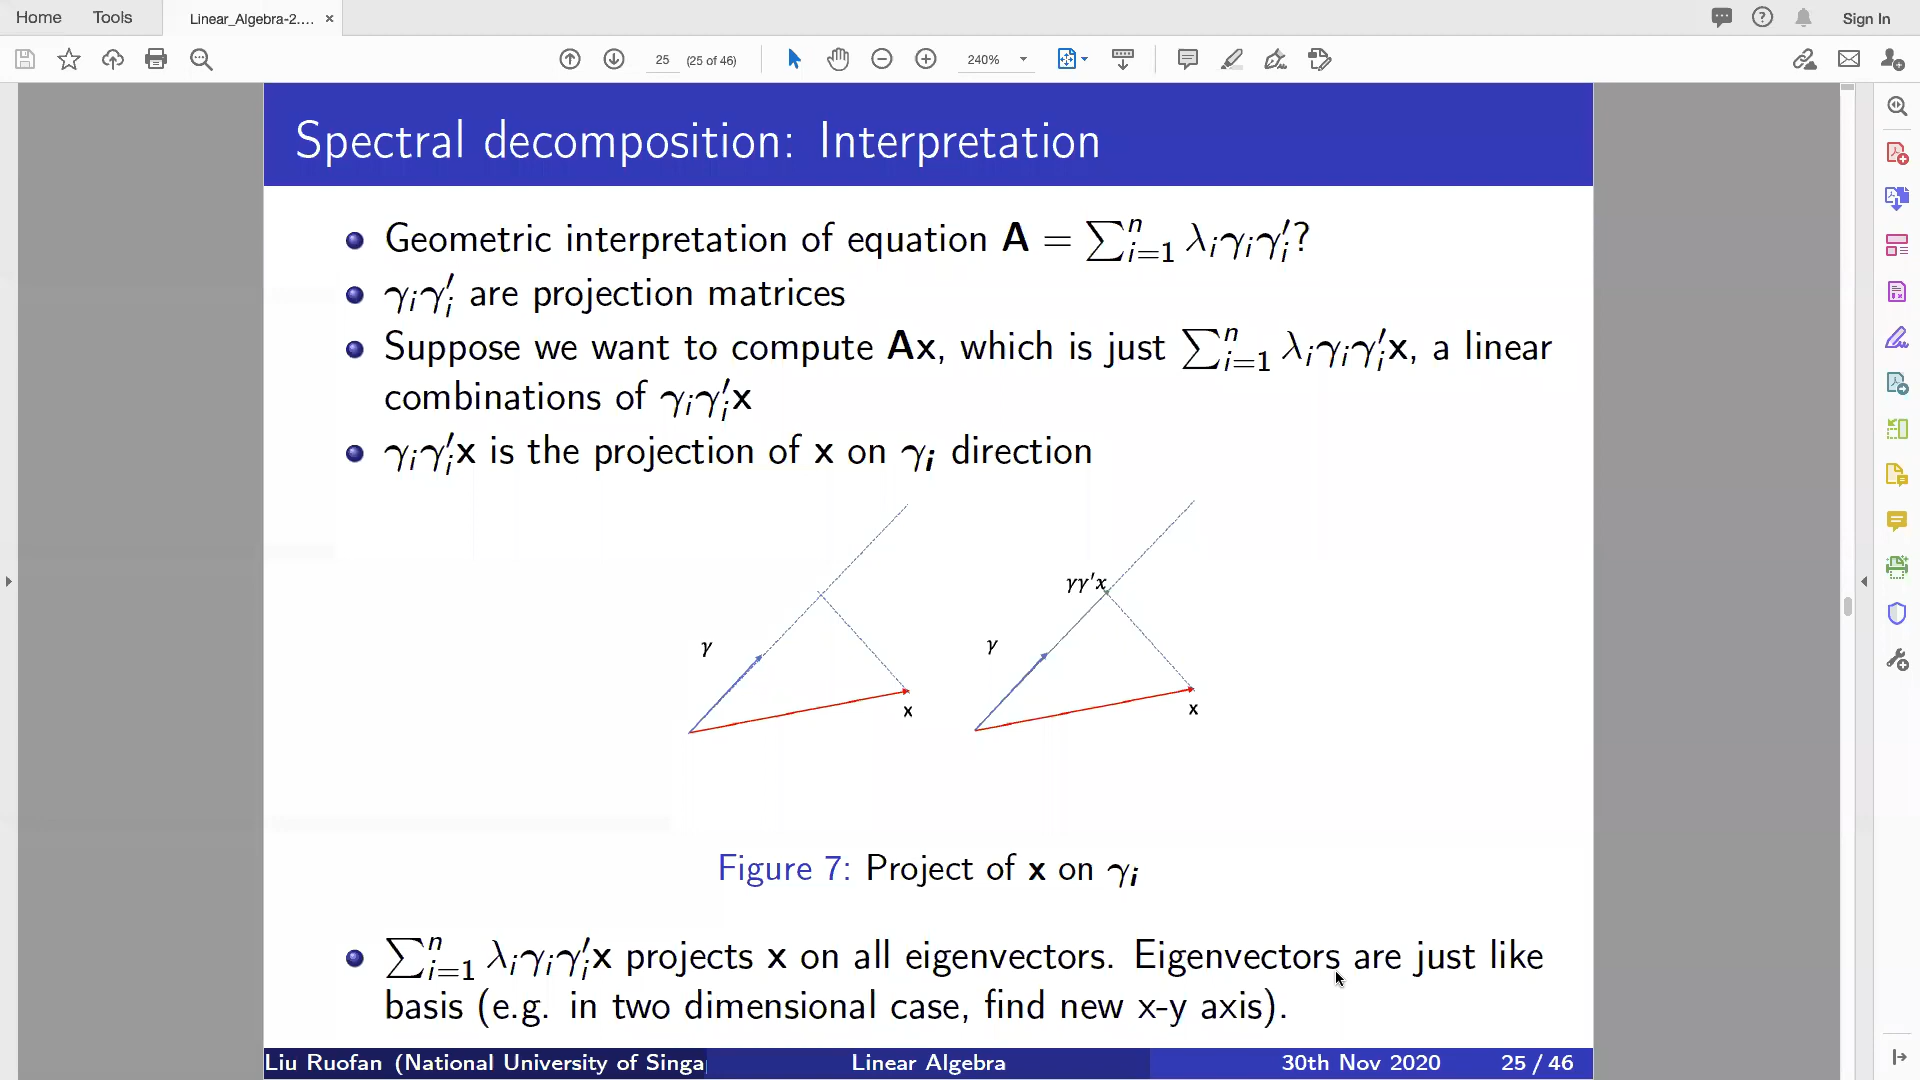 Home Tools Linear_Algebra-2.... × Sign In
25 (25 of 46) 240%
Spectral decomposition: Interpretation
Geometric interpretation of equation A = ∑ⁿᵢ₌₁ λᵢγᵢγ′ᵢ?
γᵢγ′ᵢ are projection matrices
Suppose we want to compute Ax, which is just ∑ⁿᵢ₌₁ λᵢγᵢγ′ᵢx, a linear
combinations of γᵢγ′ᵢx
γᵢγ′ᵢx is the projection of x on γᵢ direction
γ x
γγ′x γ x
Figure 7: Project of x on γᵢ
∑ⁿᵢ₌₁ λᵢγᵢγ′ᵢx projects x on all eigenvectors. Eigenvectors are just like
basis (e.g. in two dimensional case, find new x-y axis).
Liu Ruofan (National University of Singa Linear Algebra 30th Nov 2020 25 / 46